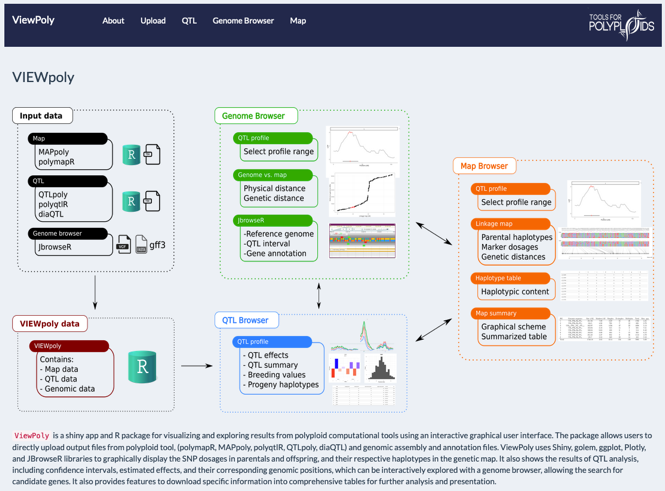 ViewPoly
About
Upload
QTL
Genome Browser
Map
TOOLS FOR
POLYPLOIDS
VIEWpoly
Input data
Map
MAPpoly
polymapR
R
QTL
QTLpoly
polyqtlR
diaQTL
R
Genome browser
JbrowseR
VCF
gff3
VIEWpoly data
VIEWpoly
Contains:
- Map data
- QTL data
- Genomic data
R
Genome Browser
QTL profile
Select profile range
Genome vs. map
Physical distance
Genetic distance
JbrowseR
-Reference genome
-QTL interval
-Gene annotation
QTL Browser
QTL profile
- QTL effects
- QTL summary
- Breeding values
- Progeny haplotypes
Map Browser
QTL profile
Select profile range
Linkage map
Parental haplotypes
Marker dosages
Genetic distances
Haplotype table
Haplotypic content
Map summary
Graphical scheme
Summarized table
ViewPoly is a shiny app and R package for visualizing and exploring results from polyploid computational tools using an interactive graphical user interface. The package allows users to
directly upload output files from polyploid tool, (polymapR, MAPpoly, polyqtlR, QTLpoly, diaQTL) and genomic assembly and annotation files. ViewPoly uses Shiny, golem, ggplot, Plotly,
and JBrowseR libraries to graphically display the SNP dosages in parentals and offspring, and their respective haplotypes in the genetic map. It also shows the results of QTL analysis,
including confidence intervals, estimated effects, and their corresponding genomic positions, which can be interactively explored with a genome browser, allowing the search for
candidate genes. It also provides features to download specific information into comprehensive tables for further analysis and presentation.